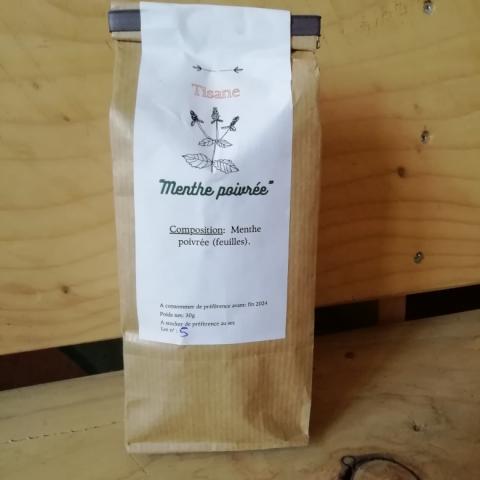 Tisane
"Menthe poivrée"
Composition: Menthe
poivrée (feuilles).
A consommer de préférence avant: fin 2024
Poids net: 30g
A stocker de préférence au sec
Lot n° : 5